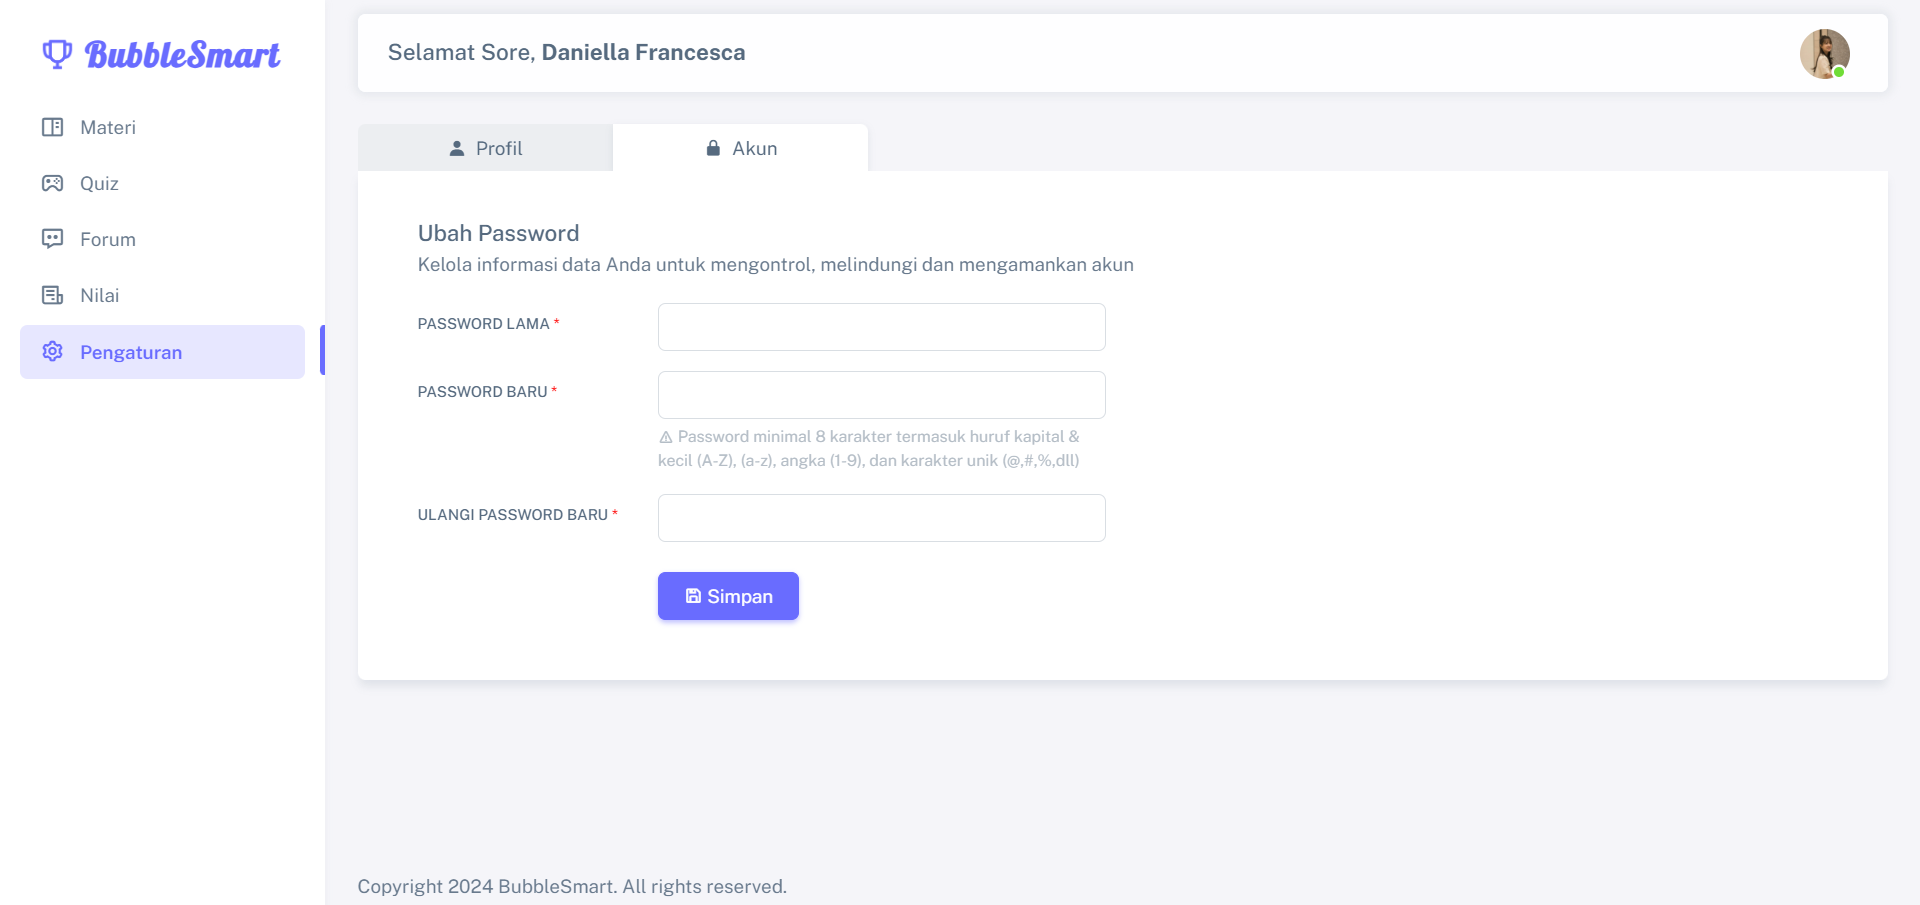 BubbleSmart
Materi
Quiz
Forum
Nilai
Pengaturan
Selamat Sore, Daniella Francesca
Profil
Akun
Ubah Password
Kelola informasi data Anda untuk mengontrol, melindungi dan mengamankan akun
PASSWORD LAMA *
PASSWORD BARU *
Password minimal 8 karakter termasuk huruf kapital &
kecil (A-Z), (a-z), angka (1-9), dan karakter unik (@,#,%,dll)
ULANGI PASSWORD BARU *
Simpan
Copyright 2024 BubbleSmart. All rights reserved.